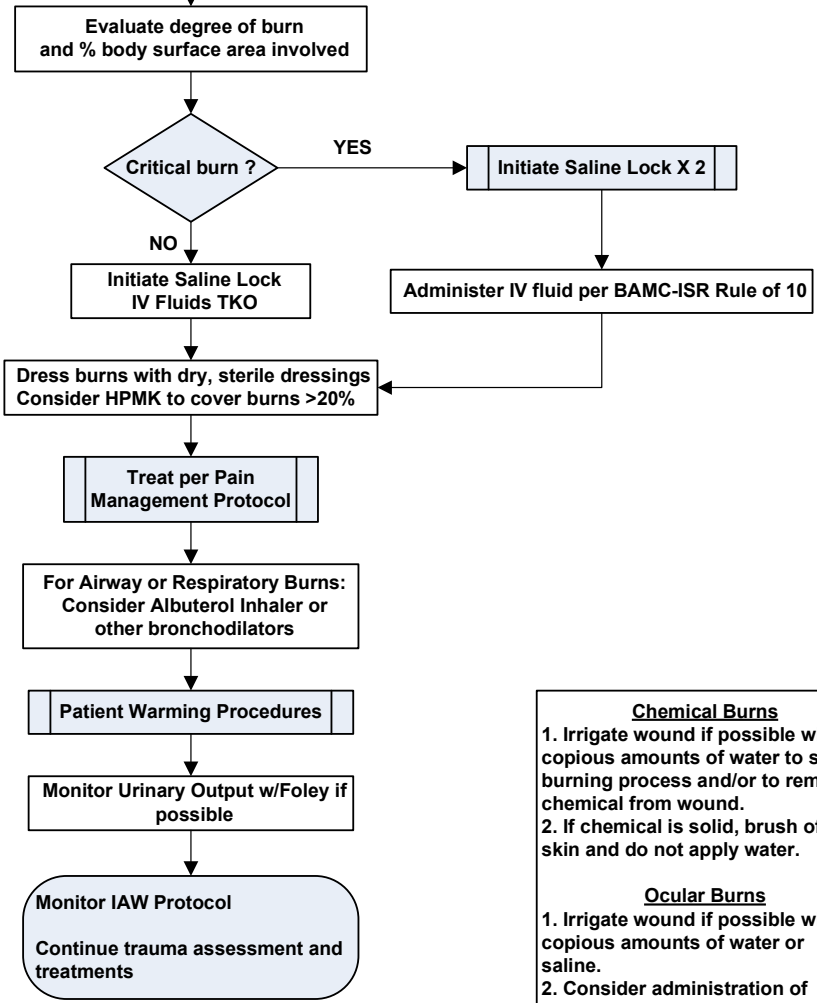 Evaluate degree of burn
and % body surface area involved
Critical burn ?
YES
Initiate Saline Lock X 2
NO
Initiate Saline Lock
IV Fluids TKO
Administer IV fluid per BAMC-ISR Rule of 10
Dress burns with dry, sterile dressings
Consider HPMK to cover burns >20%
Treat per Pain
Management Protocol
For Airway or Respiratory Burns:
Consider Albuterol Inhaler or
other bronchodilators
Patient Warming Procedures
Monitor Urinary Output w/Foley if
possible
Monitor IAW Protocol
Continue trauma assessment and
treatments
Chemical Burns
1. Irrigate wound if possible
copious amounts of water to
burning process and/or to
chemical from wound.
2. If chemical is solid, brush
skin and do not apply water.
Ocular Burns
1. Irrigate wound if possible
copious amounts of water or
saline.
2. Consider administration of